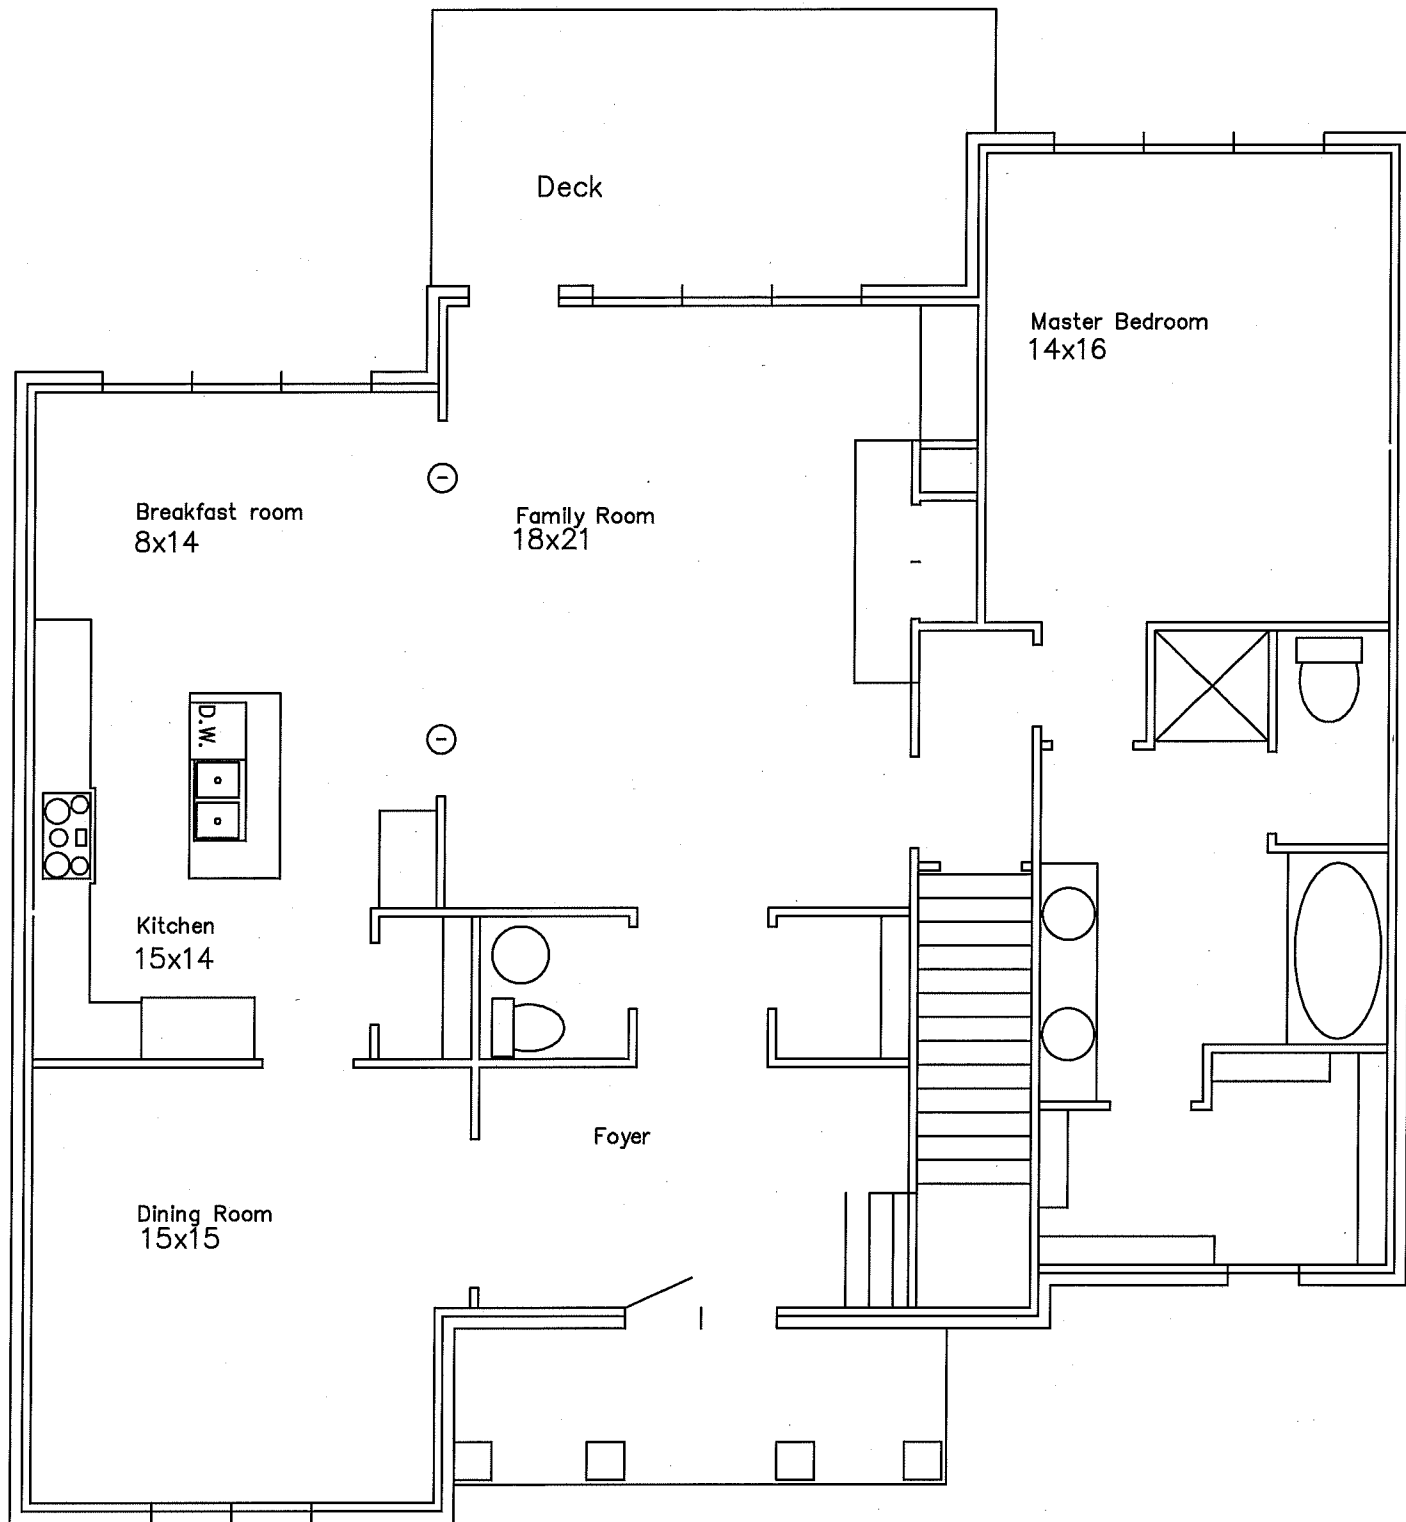 Deck
Master Bedroom
14x16
Breakfast room
8x14
Family Room
18x21
D.W.
Kitchen
15x14
Foyer
Dining Room
15x15